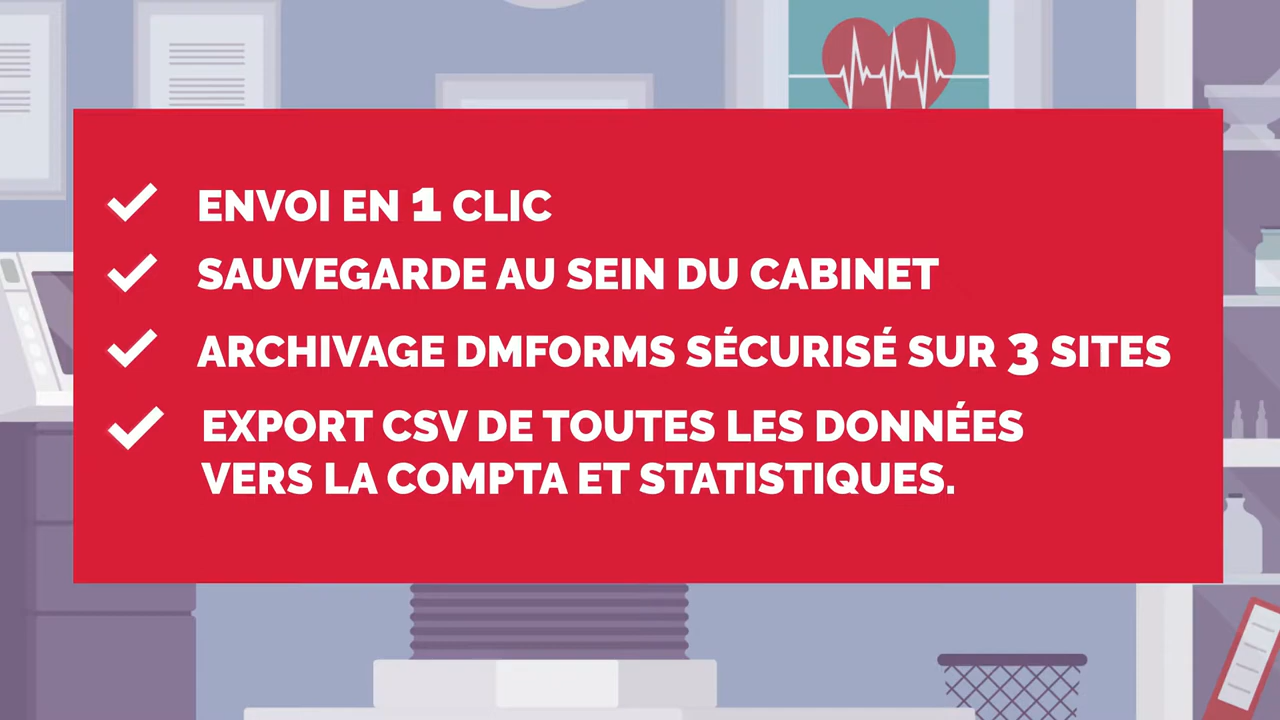 ENVOI EN 1 CLIC
SAUVEGARDE AU SEIN DU CABINET
ARCHIVAGE DMFORMS SÉCURISÉ SUR 3 SITES
EXPORT CSV DE TOUTES LES DONNÉES
VERS LA COMPTA ET STATISTIQUES.